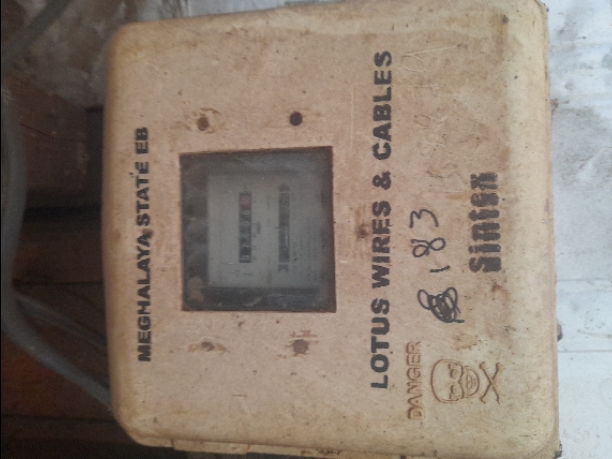 MEGHALAYA STATE EB
LOTUS WIRES & CABLES
183
Sintex
DANGER